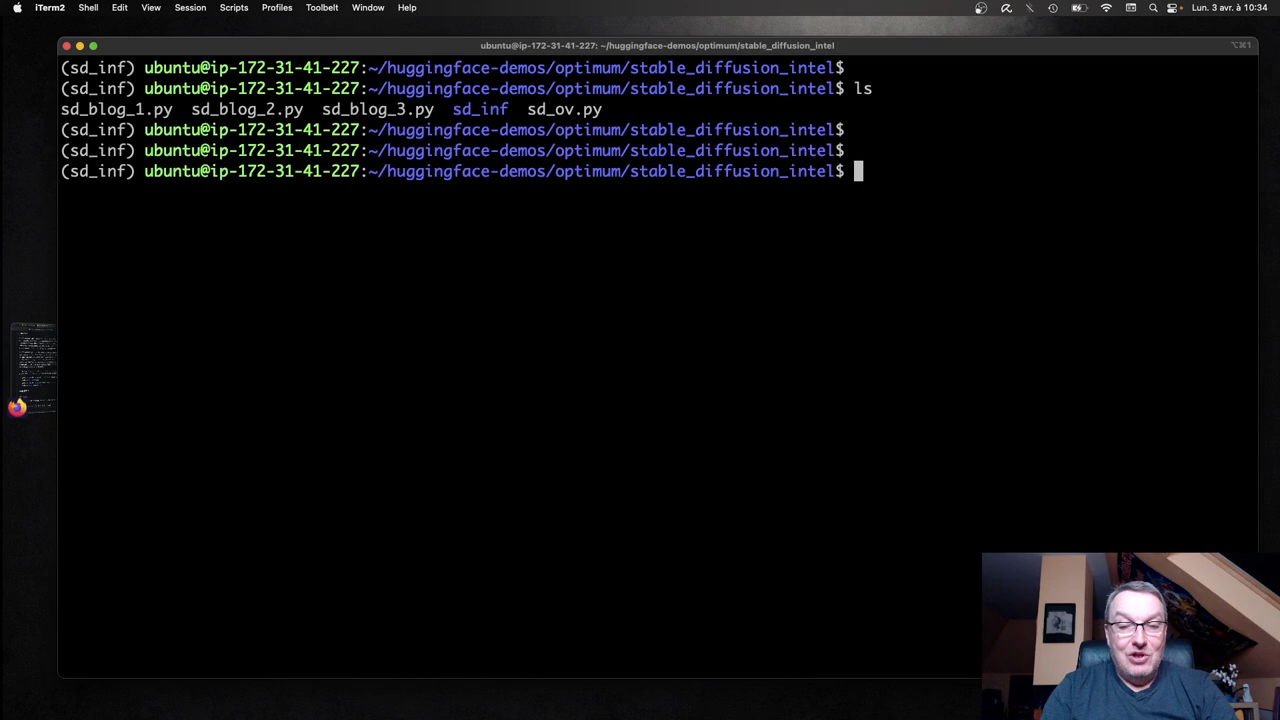 iTerm2 Shell Edit View Session Scripts Profiles Toolbelt Window Help Lun. 3 avr. à 10:34
ubuntu@ip-172-31-41-227: ~/huggingface-demos/optimum/stable_diffusion_intel ⌥⌘1
(sd_inf) ubuntu@ip-172-31-41-227:~/huggingface-demos/optimum/stable_diffusion_intel$
(sd_inf) ubuntu@ip-172-31-41-227:~/huggingface-demos/optimum/stable_diffusion_intel$ ls
sd_blog_1.py sd_blog_2.py sd_blog_3.py sd_inf sd_ov.py
(sd_inf) ubuntu@ip-172-31-41-227:~/huggingface-demos/optimum/stable_diffusion_intel$
(sd_inf) ubuntu@ip-172-31-41-227:~/huggingface-demos/optimum/stable_diffusion_intel$
(sd_inf) ubuntu@ip-172-31-41-227:~/huggingface-demos/optimum/stable_diffusion_intel$